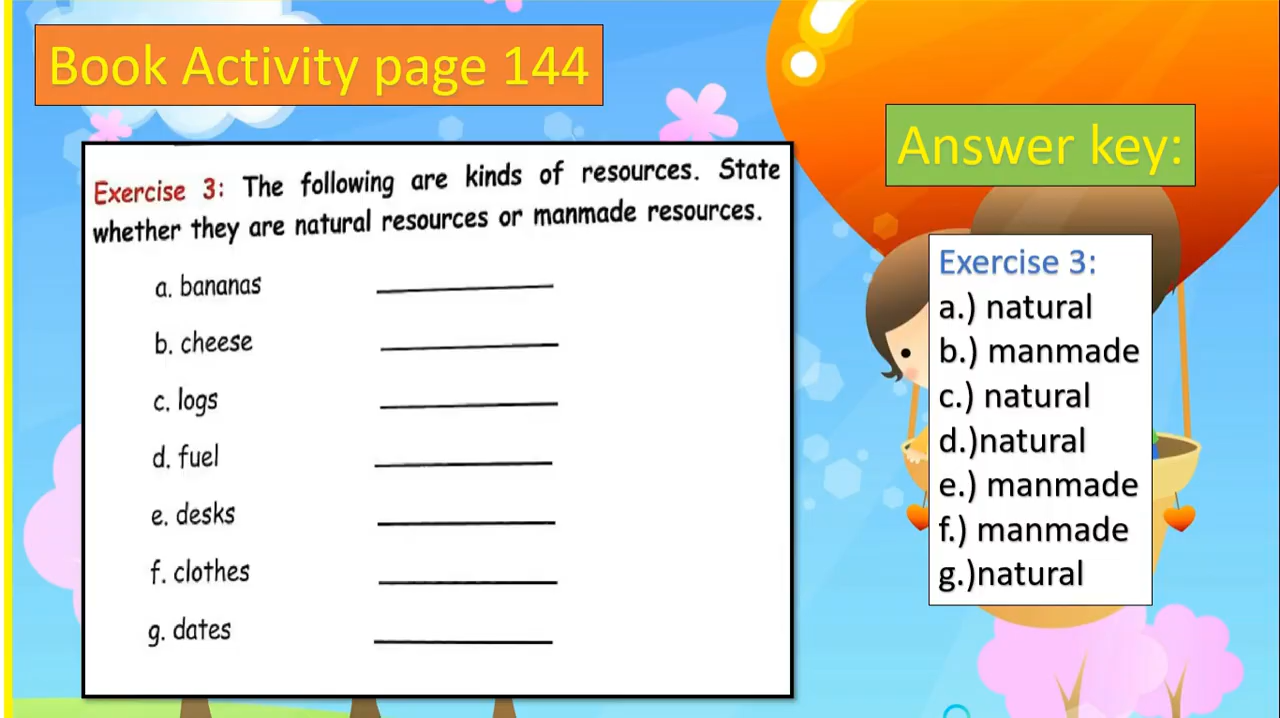 Book Activity page 144
Exercise 3: The following are kinds of resources. State
whether they are natural resources or manmade resources.
a. bananas
b. cheese
c. logs
d. fuel
e. desks
f. clothes
g. dates
Answer key:
Exercise 3:
a.) natural
b.) manmade
c.) natural
d.)natural
e.) manmade
f.) manmade
g.)natural